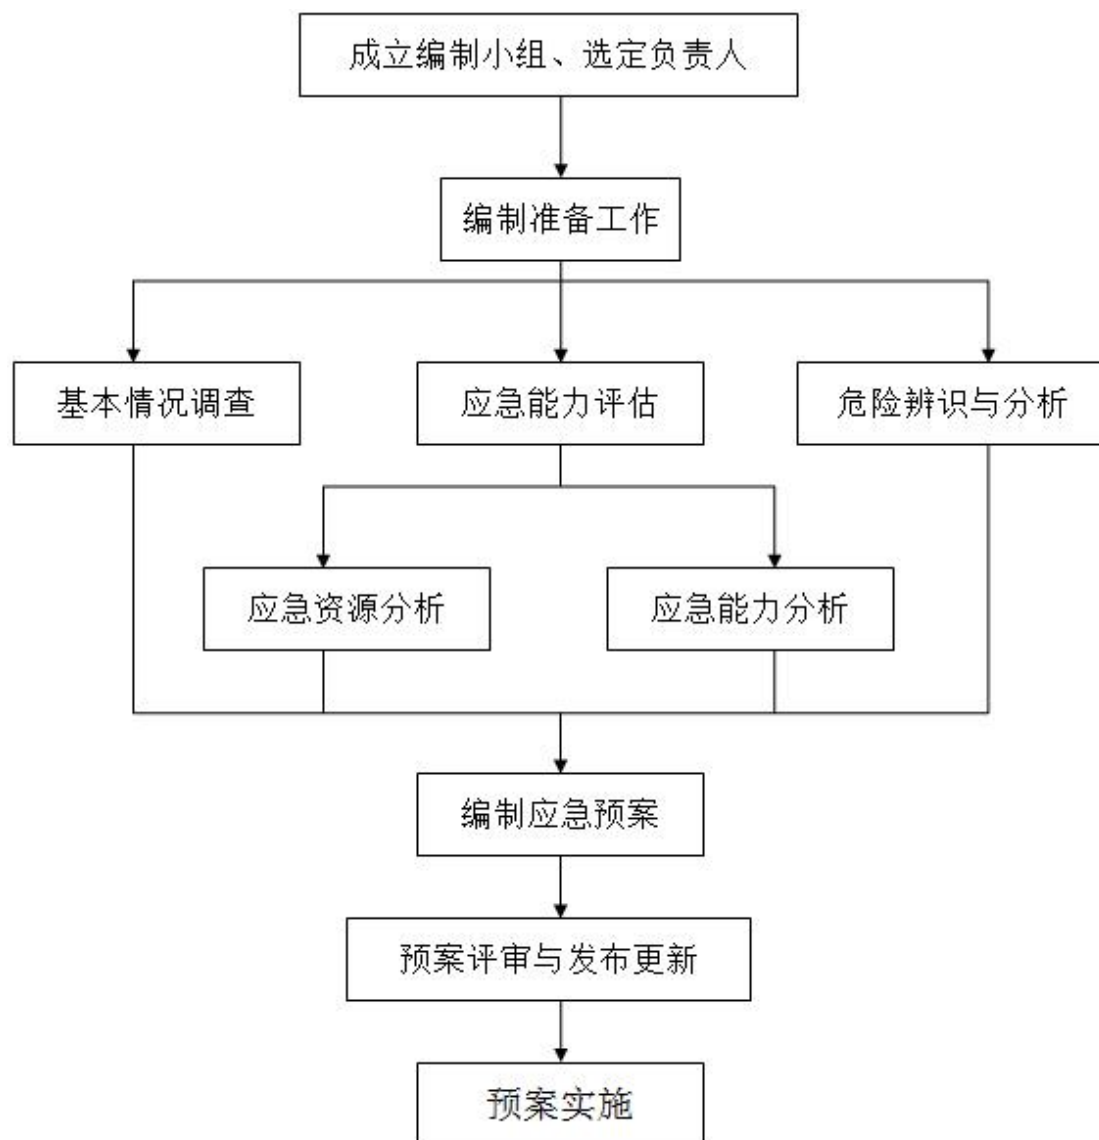 成立编制小组、选定负责人
编制准备工作
基本情况调查
应急能力评估
危险辨识与分析
应急资源分析
应急能力分析
编制应急预案
预案评审与发布更新
预案实施